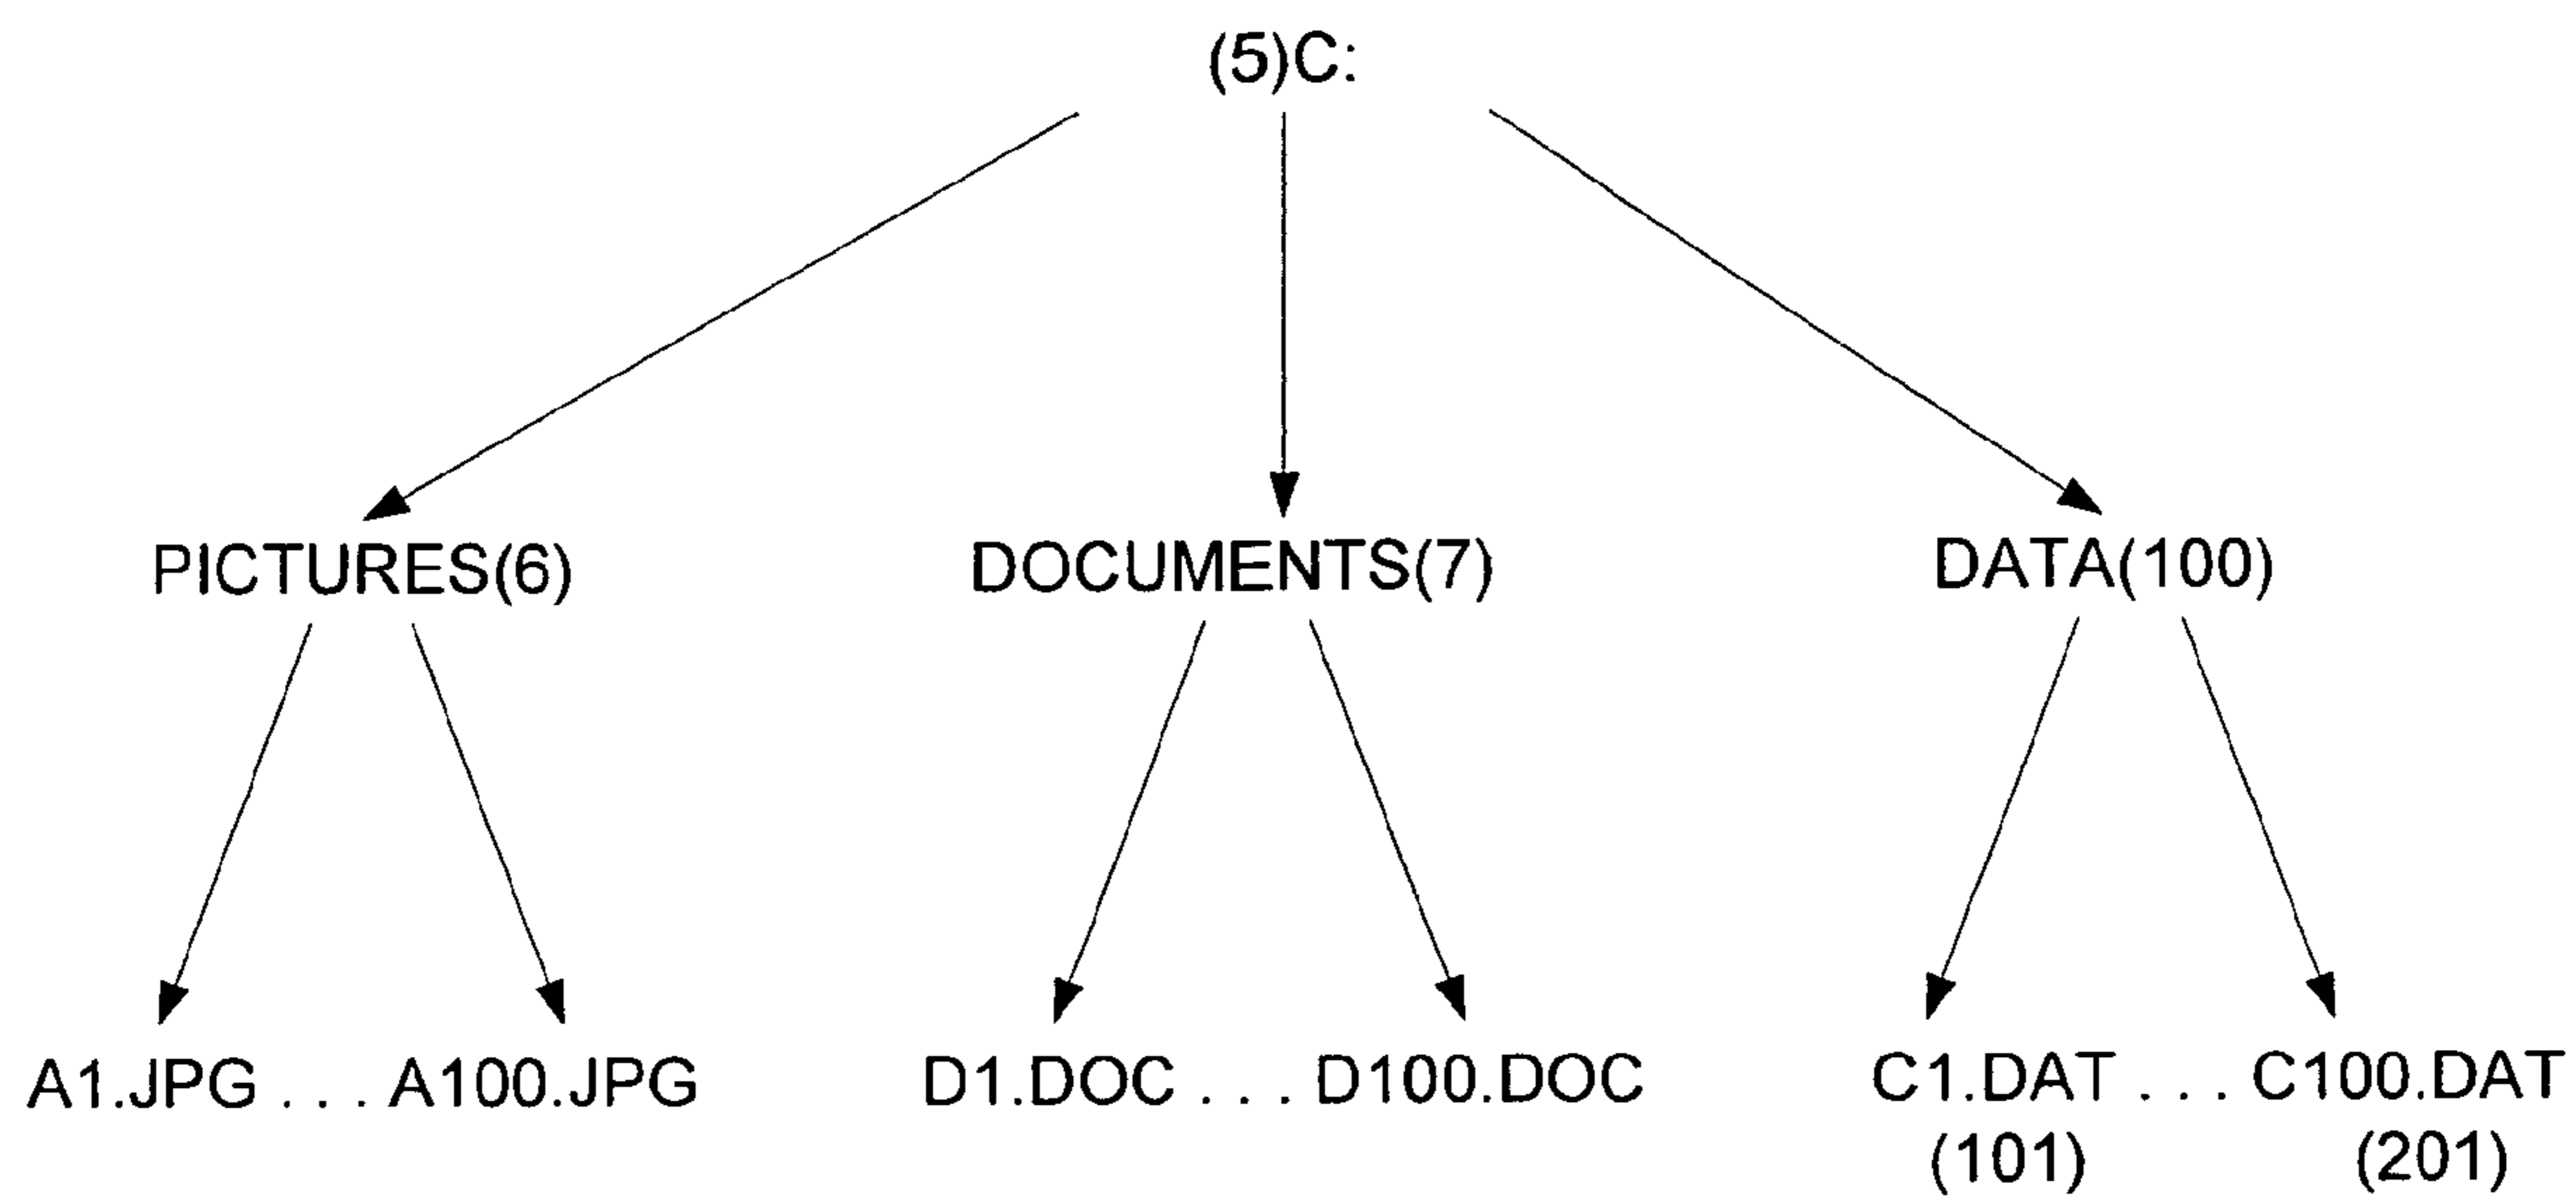 (5)C:
PICTURES(6) DOCUMENTS(7) DATA(100)
A1.JPG . . . A100.JPG D1.DOC . . . D100.DOC C1.DAT . . . C100.DAT
(101) (201)